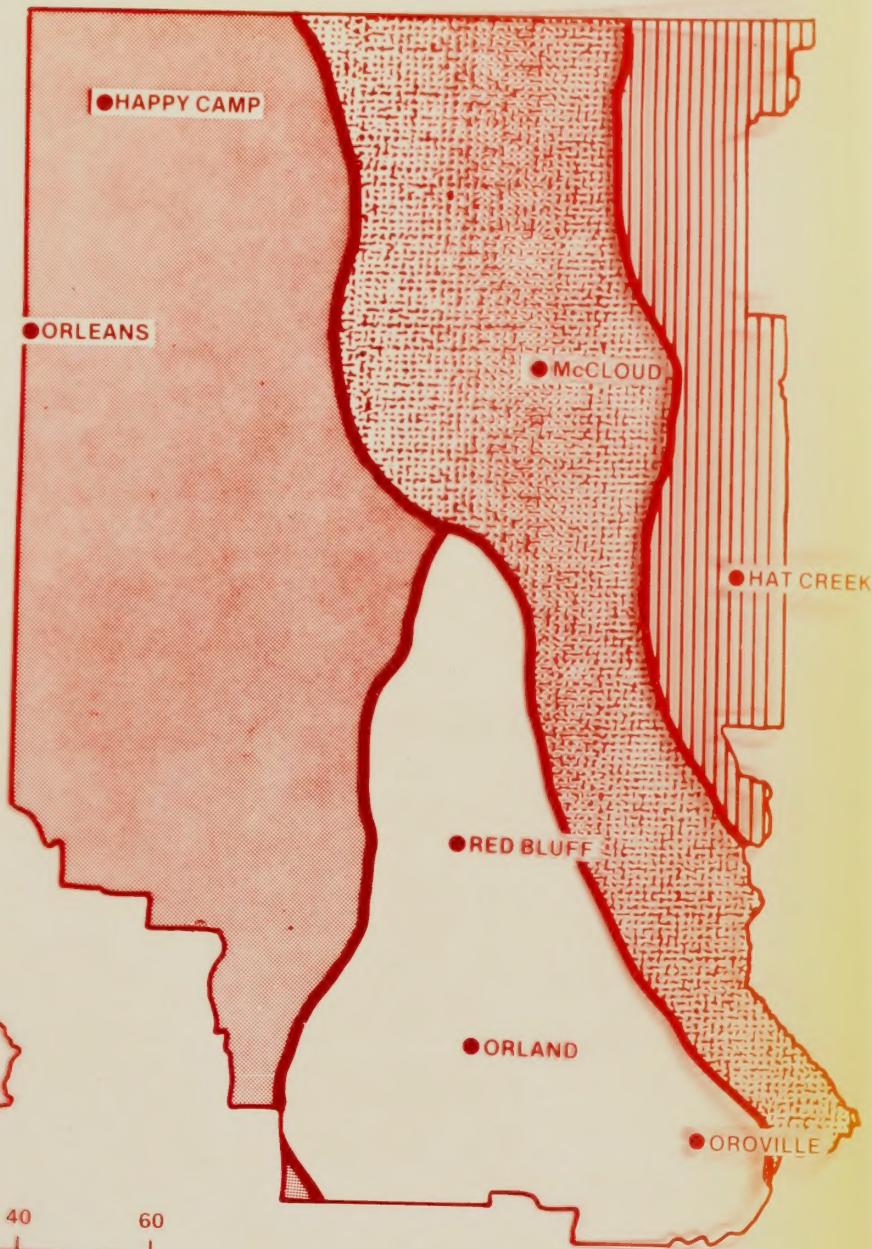 HAPPY CAMP
ORLEANS
McCLOUD
HAT CREEK
RED BLUFF
ORLAND
OROVILLE
40 60